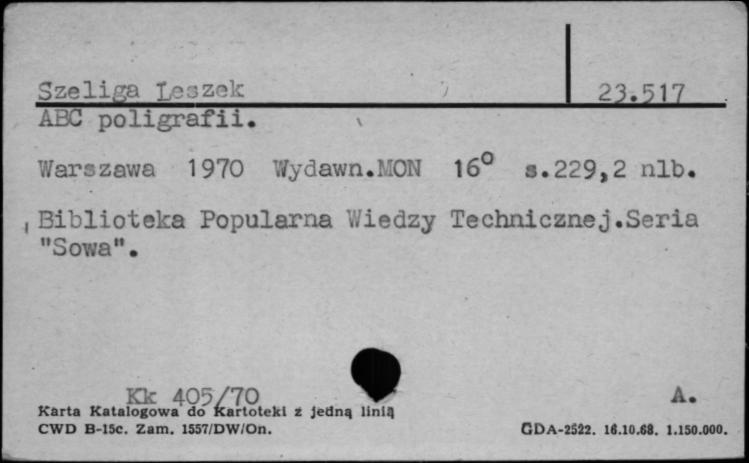 Szeliga Leszek 23.517
ABC poligrafii.
Warszawa 1970 Wydawn.MON 16° s.229,2 nlb.
Biblioteka Popularna Wiedzy Technicznej.Seria
"Sowa".
Kk 405/70 A.
Karta Katalogowa do Kartoteki z jedną linią
CWD B-15c. Zam. 1557/DW/On. GDA-2522. 16.10.68. 1.150.000.